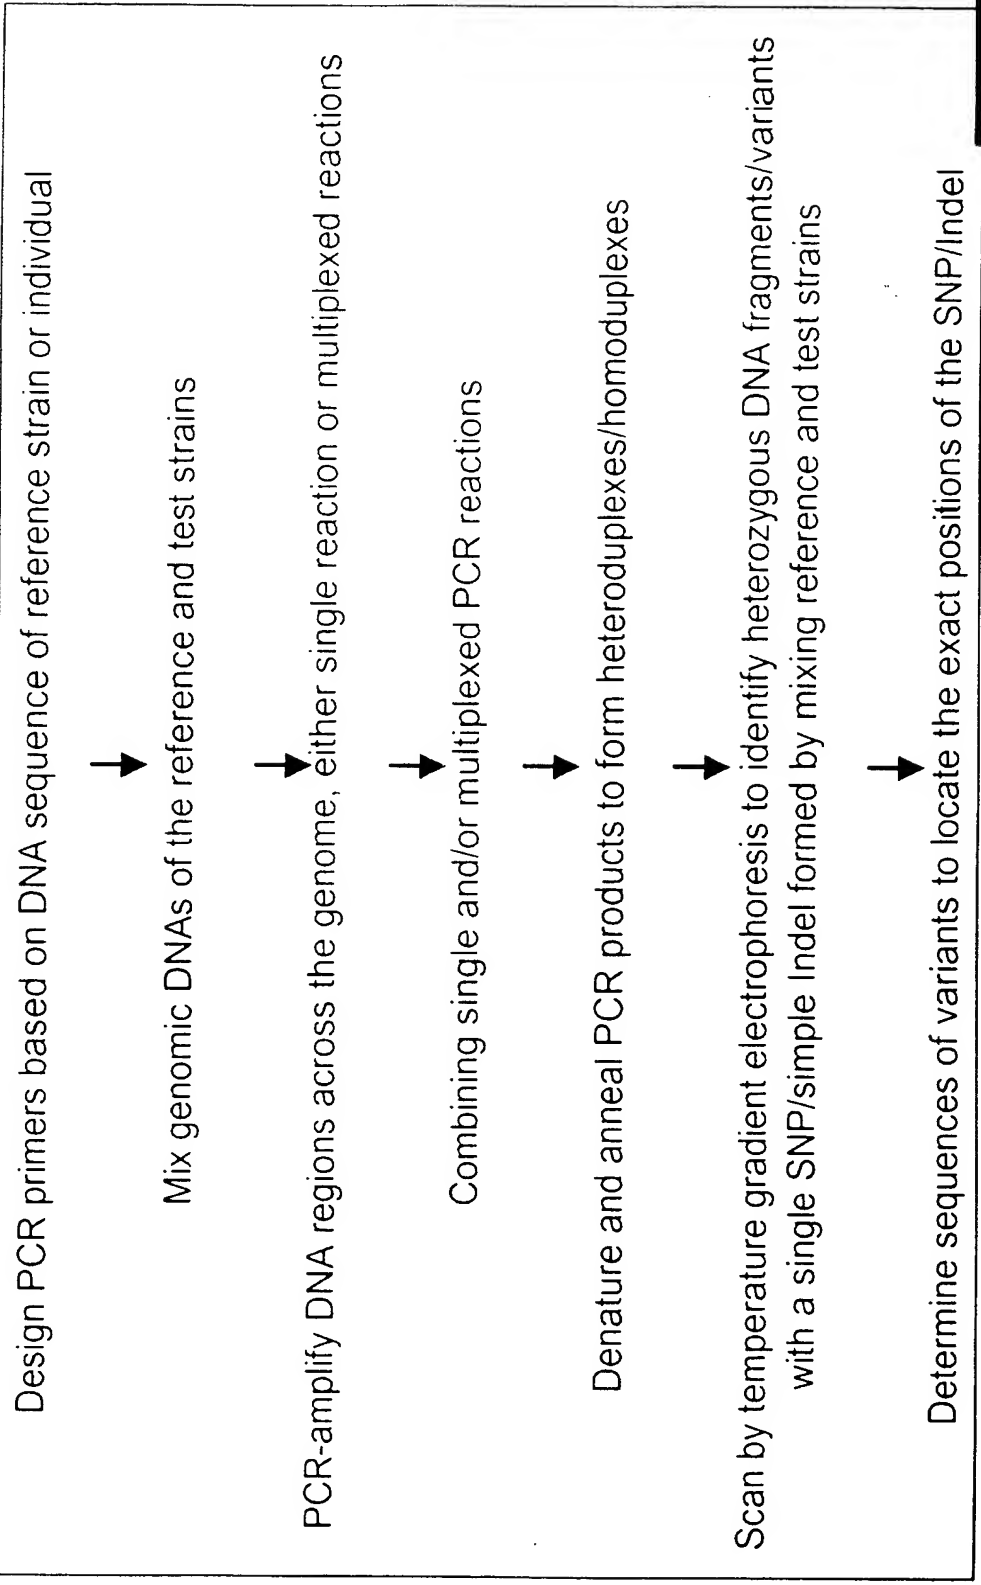 Design PCR primers based on DNA sequence of reference strain or individual
Mix genomic DNAs of the reference and test strains
PCR-amplify DNA regions across the genome, either single reaction or multiplexed reactions
Combining single and/or multiplexed PCR reactions
Denature and anneal PCR products to form heteroduplexes/homoduplexes
Scan by temperature gradient electrophoresis to identify heterozygous DNA fragments/variants
with a single SNP/simple Indel formed by mixing reference and test strains
Determine sequences of variants to locate the exact positions of the SNP/Indel